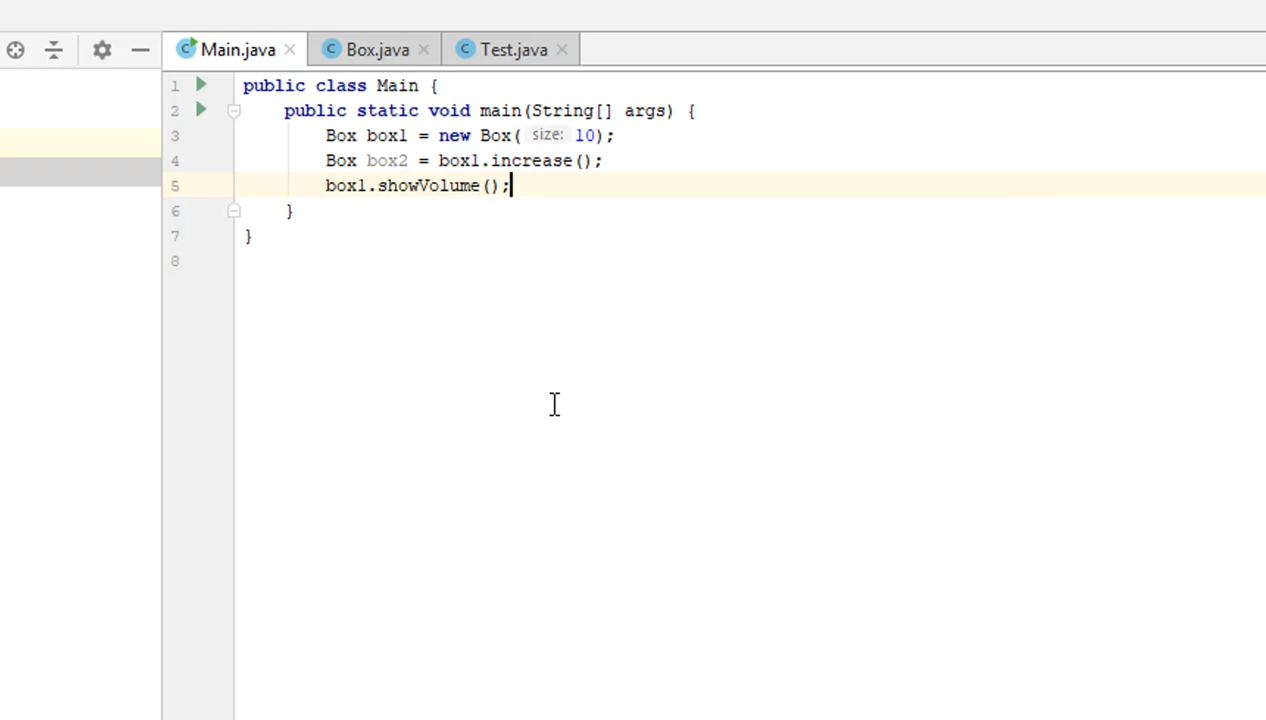 Main.java Box.java Test.java
1 public class Main {
2 public static void main(String[] args) {
3 Box box1 = new Box( size: 10);
4 Box box2 = box1.increase();
5 box1.showVolume();
6 }
7 }
8